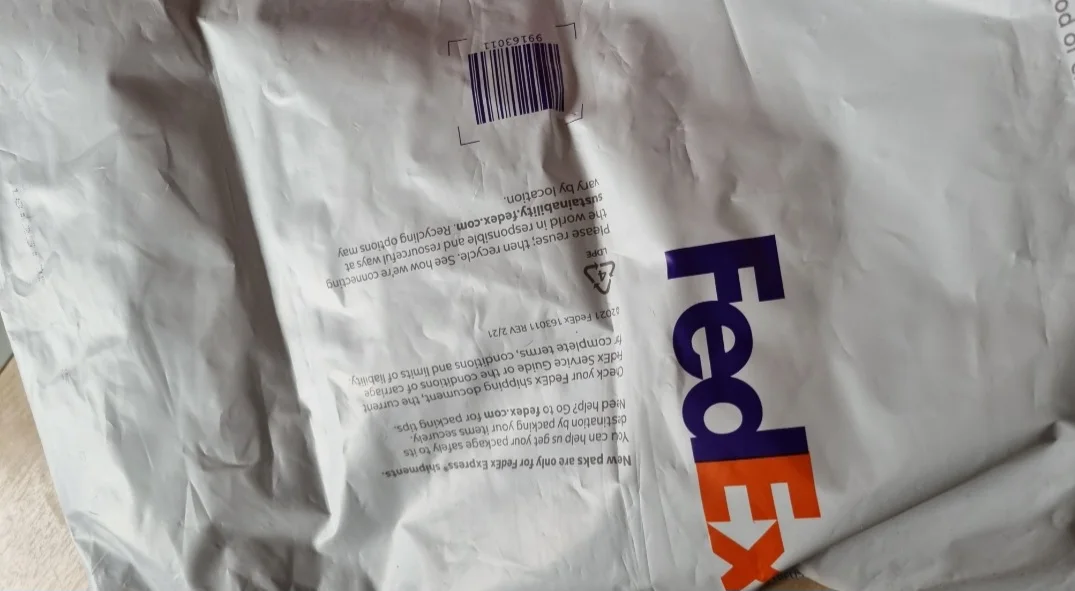 FedEx
New paks are only for FedEx Express® shipments.
You can help us get your package safely to its
destination by packing your items securely.
Need help? Go to fedex.com for packing tips.
your FedEx shipping document, the current
Service Guide or the conditions of carriage
complete terms, conditions and limits of liability.
2021 FedEx 163011 REV 2/21
4
LDPE
Please reuse; then recycle. See how we're connecting
the world in responsible and resourceful ways at
sustainability.fedex.com. Recycling options may
vary by location.
99163011